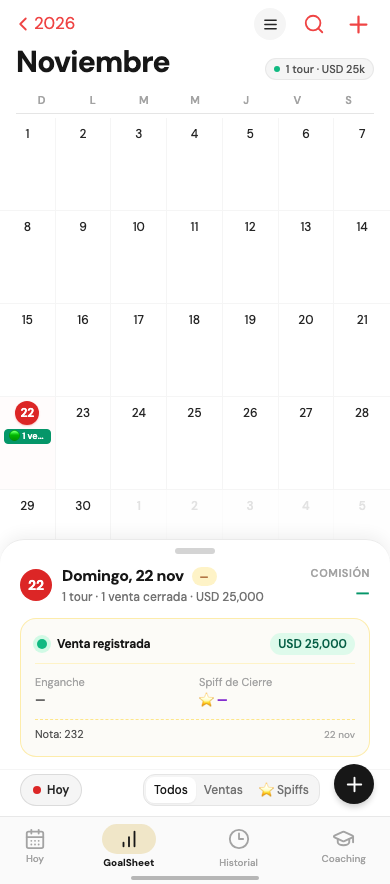 2026
Noviembre
1 tour · USD 25k
D L M M J V S
1 2 3 4 5 6 7
8 9 10 11 12 13 14
15 16 17 18 19 20 21
22 23 24 25 26 27 28
1 ve...
29 30 1 2 3 4 5
22 Domingo, 22 nov – COMISIÓN
1 tour · 1 venta cerrada · USD 25,000 –
Venta registrada USD 25,000
Enganche Spiff de Cierre
– ⭐ –
Nota: 232 22 nov
Hoy Todos Ventas ⭐ Spiffs
Hoy GoalSheet Historial Coaching